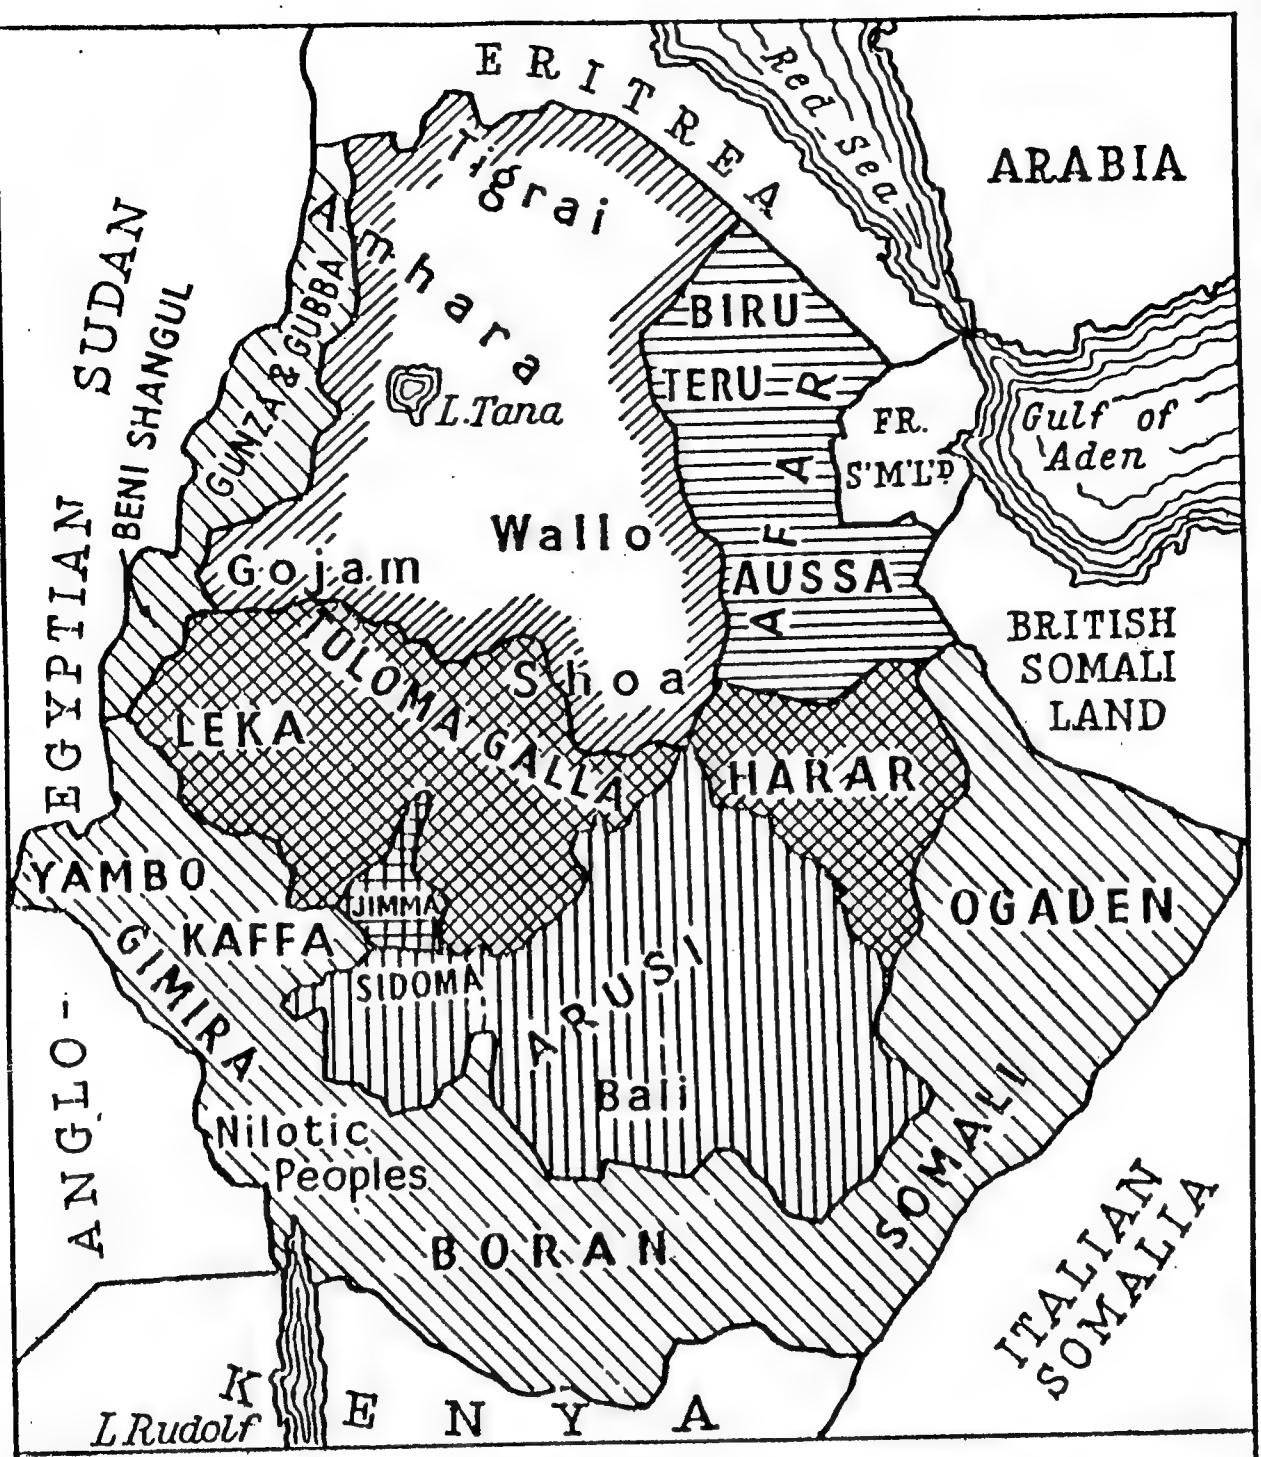 ERITREA
Red Sea
ARABIA
Tigrai
Amhara
SUDAN
BENI SHANGUL
GUNZA & GUBBA
BIRU
TERU
AFAR
L.Tana
FR.
S'M'L'D
Gulf of
Aden
Wallo
Gojam
AUSSA
EGYPTIAN
BRITISH
SOMALI
LAND
TOLOMA GALLA
Shoa
LEKA
HARAR
YAMBO
JIMMA
OGADEN
KAFFA
GIMIRA
SIDOMA
ARUSI
Bali
ANGLO-
Nilotic
Peoples
SOMALI
BORAN
ITALIAN
SOMALIA
KENYA
L Rudolf